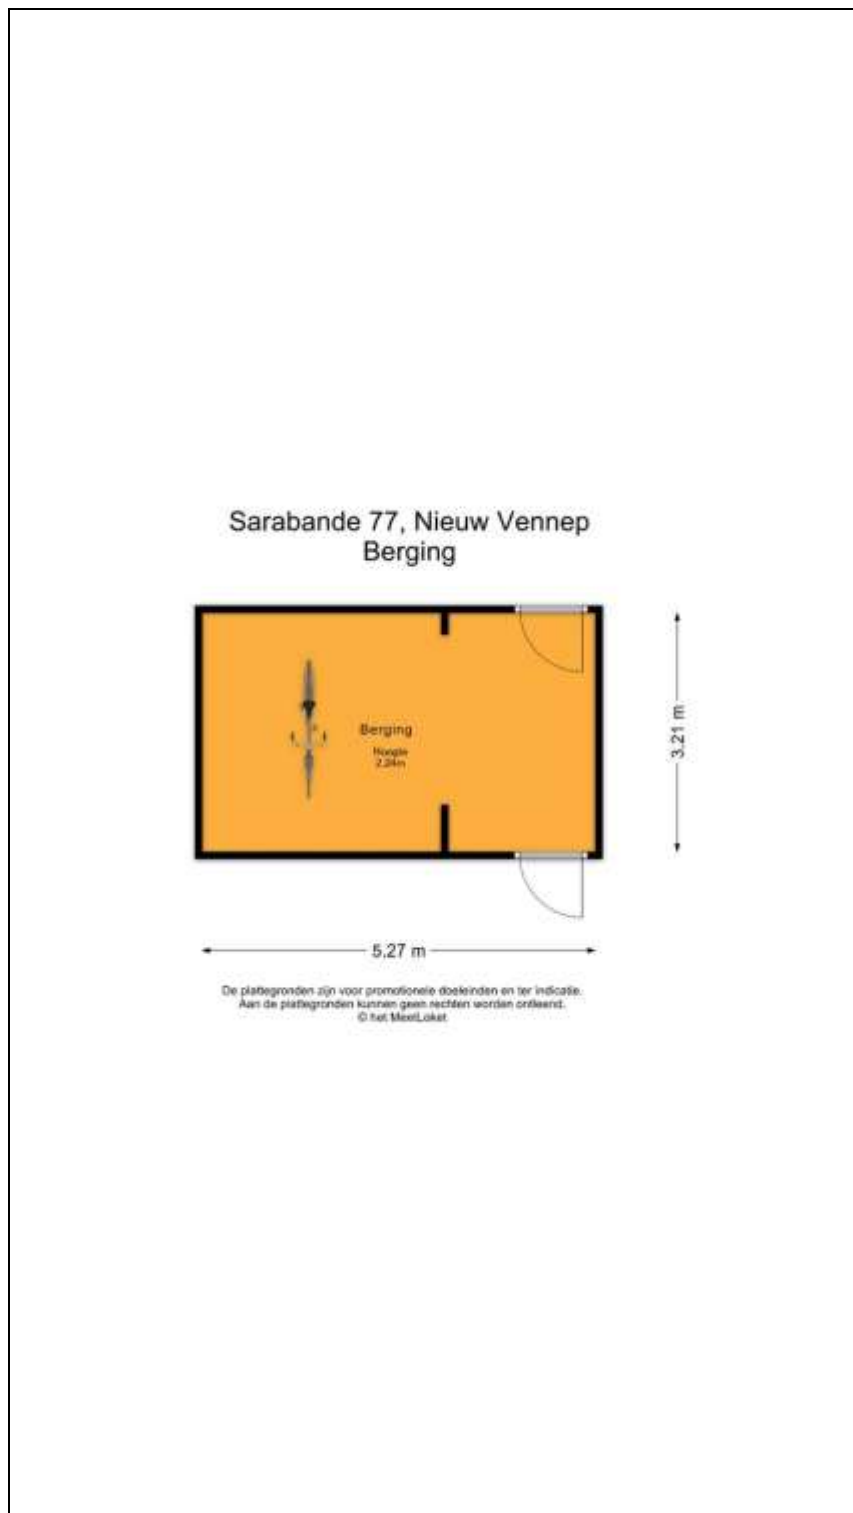 Sarabande 77, Nieuw Vennep
Berging
Berging
Hoogte
2.24m
3.21 m
5.27 m
De plattegronden zijn voor promotionele doeleinden en ter indicatie.
Aan de plattegronden kunnen geen rechten worden ontleend.
© het MeetLoket